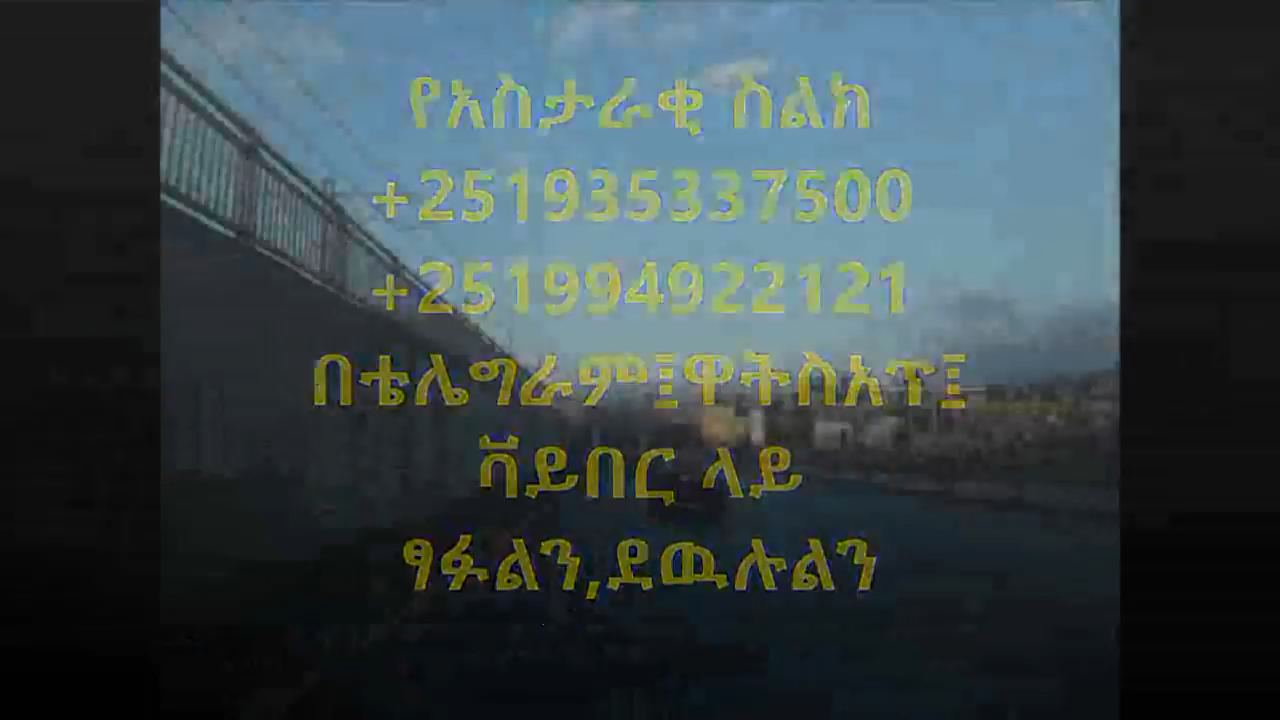 የአስታራቂ ስልክ
+251935337500
+251994922121
በቴሌግራም፤ዋትስአፕ፤
ቫይበር ላይ
ፃፉልን,ደዉሉልን